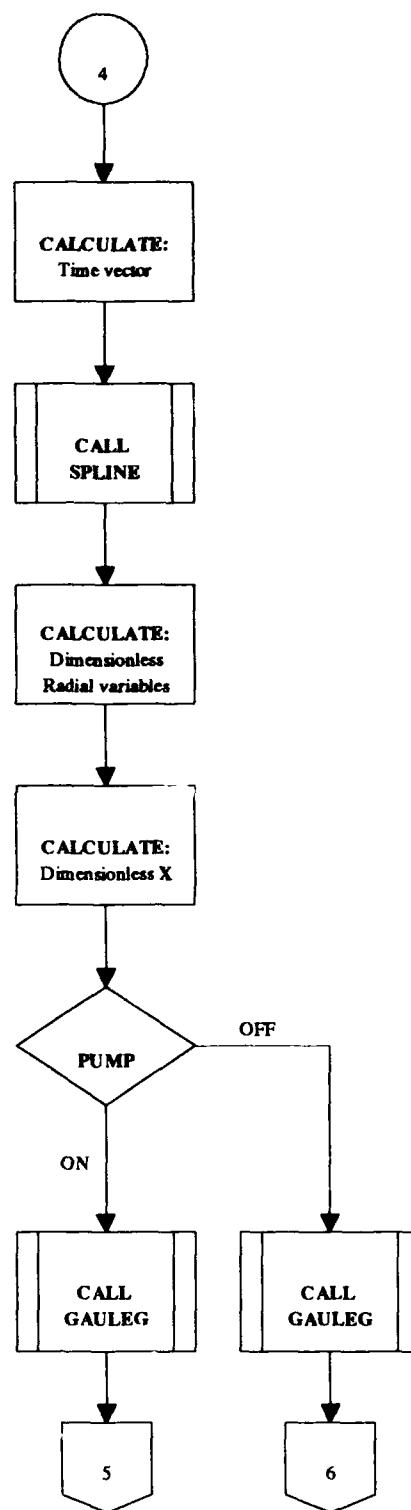 4
CALCULATE:
Time vector
CALL
SPLINE
CALCULATE:
Dimensionless
Radial variables
CALCULATE:
Dimensionless X
PUMP
OFF
ON
CALL
GAULEG
CALL
GAULEG
5
6